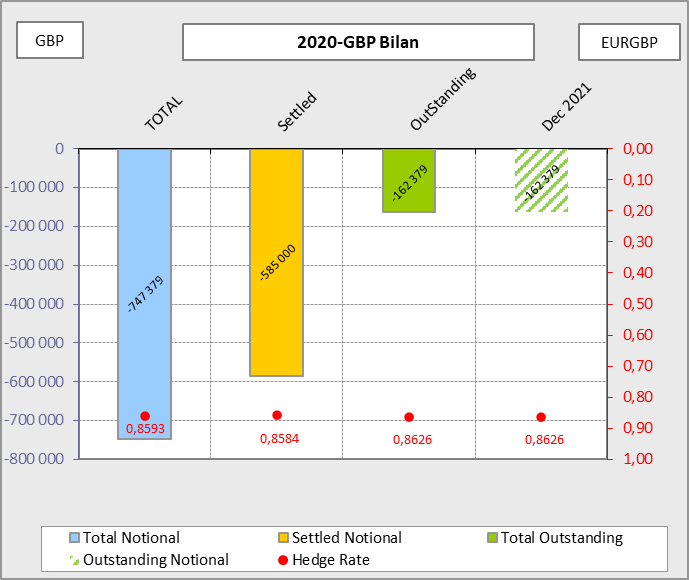 GBP
2020-GBP Bilan
EURGBP
TOTAL
Settled
OutStanding
Dec 2021
0
-100 000
-200 000
-300 000
-400 000
-500 000
-600 000
-700 000
-800 000
0,00
0,10
0,20
0,30
0,40
0,50
0,60
0,70
0,80
0,90
1,00
-747 379
-585 000
-162 379
-162 379
0,8593
0,8584
0,8626
0,8626
Total Notional
Settled Notional
Total Outstanding
Outstanding Notional
Hedge Rate